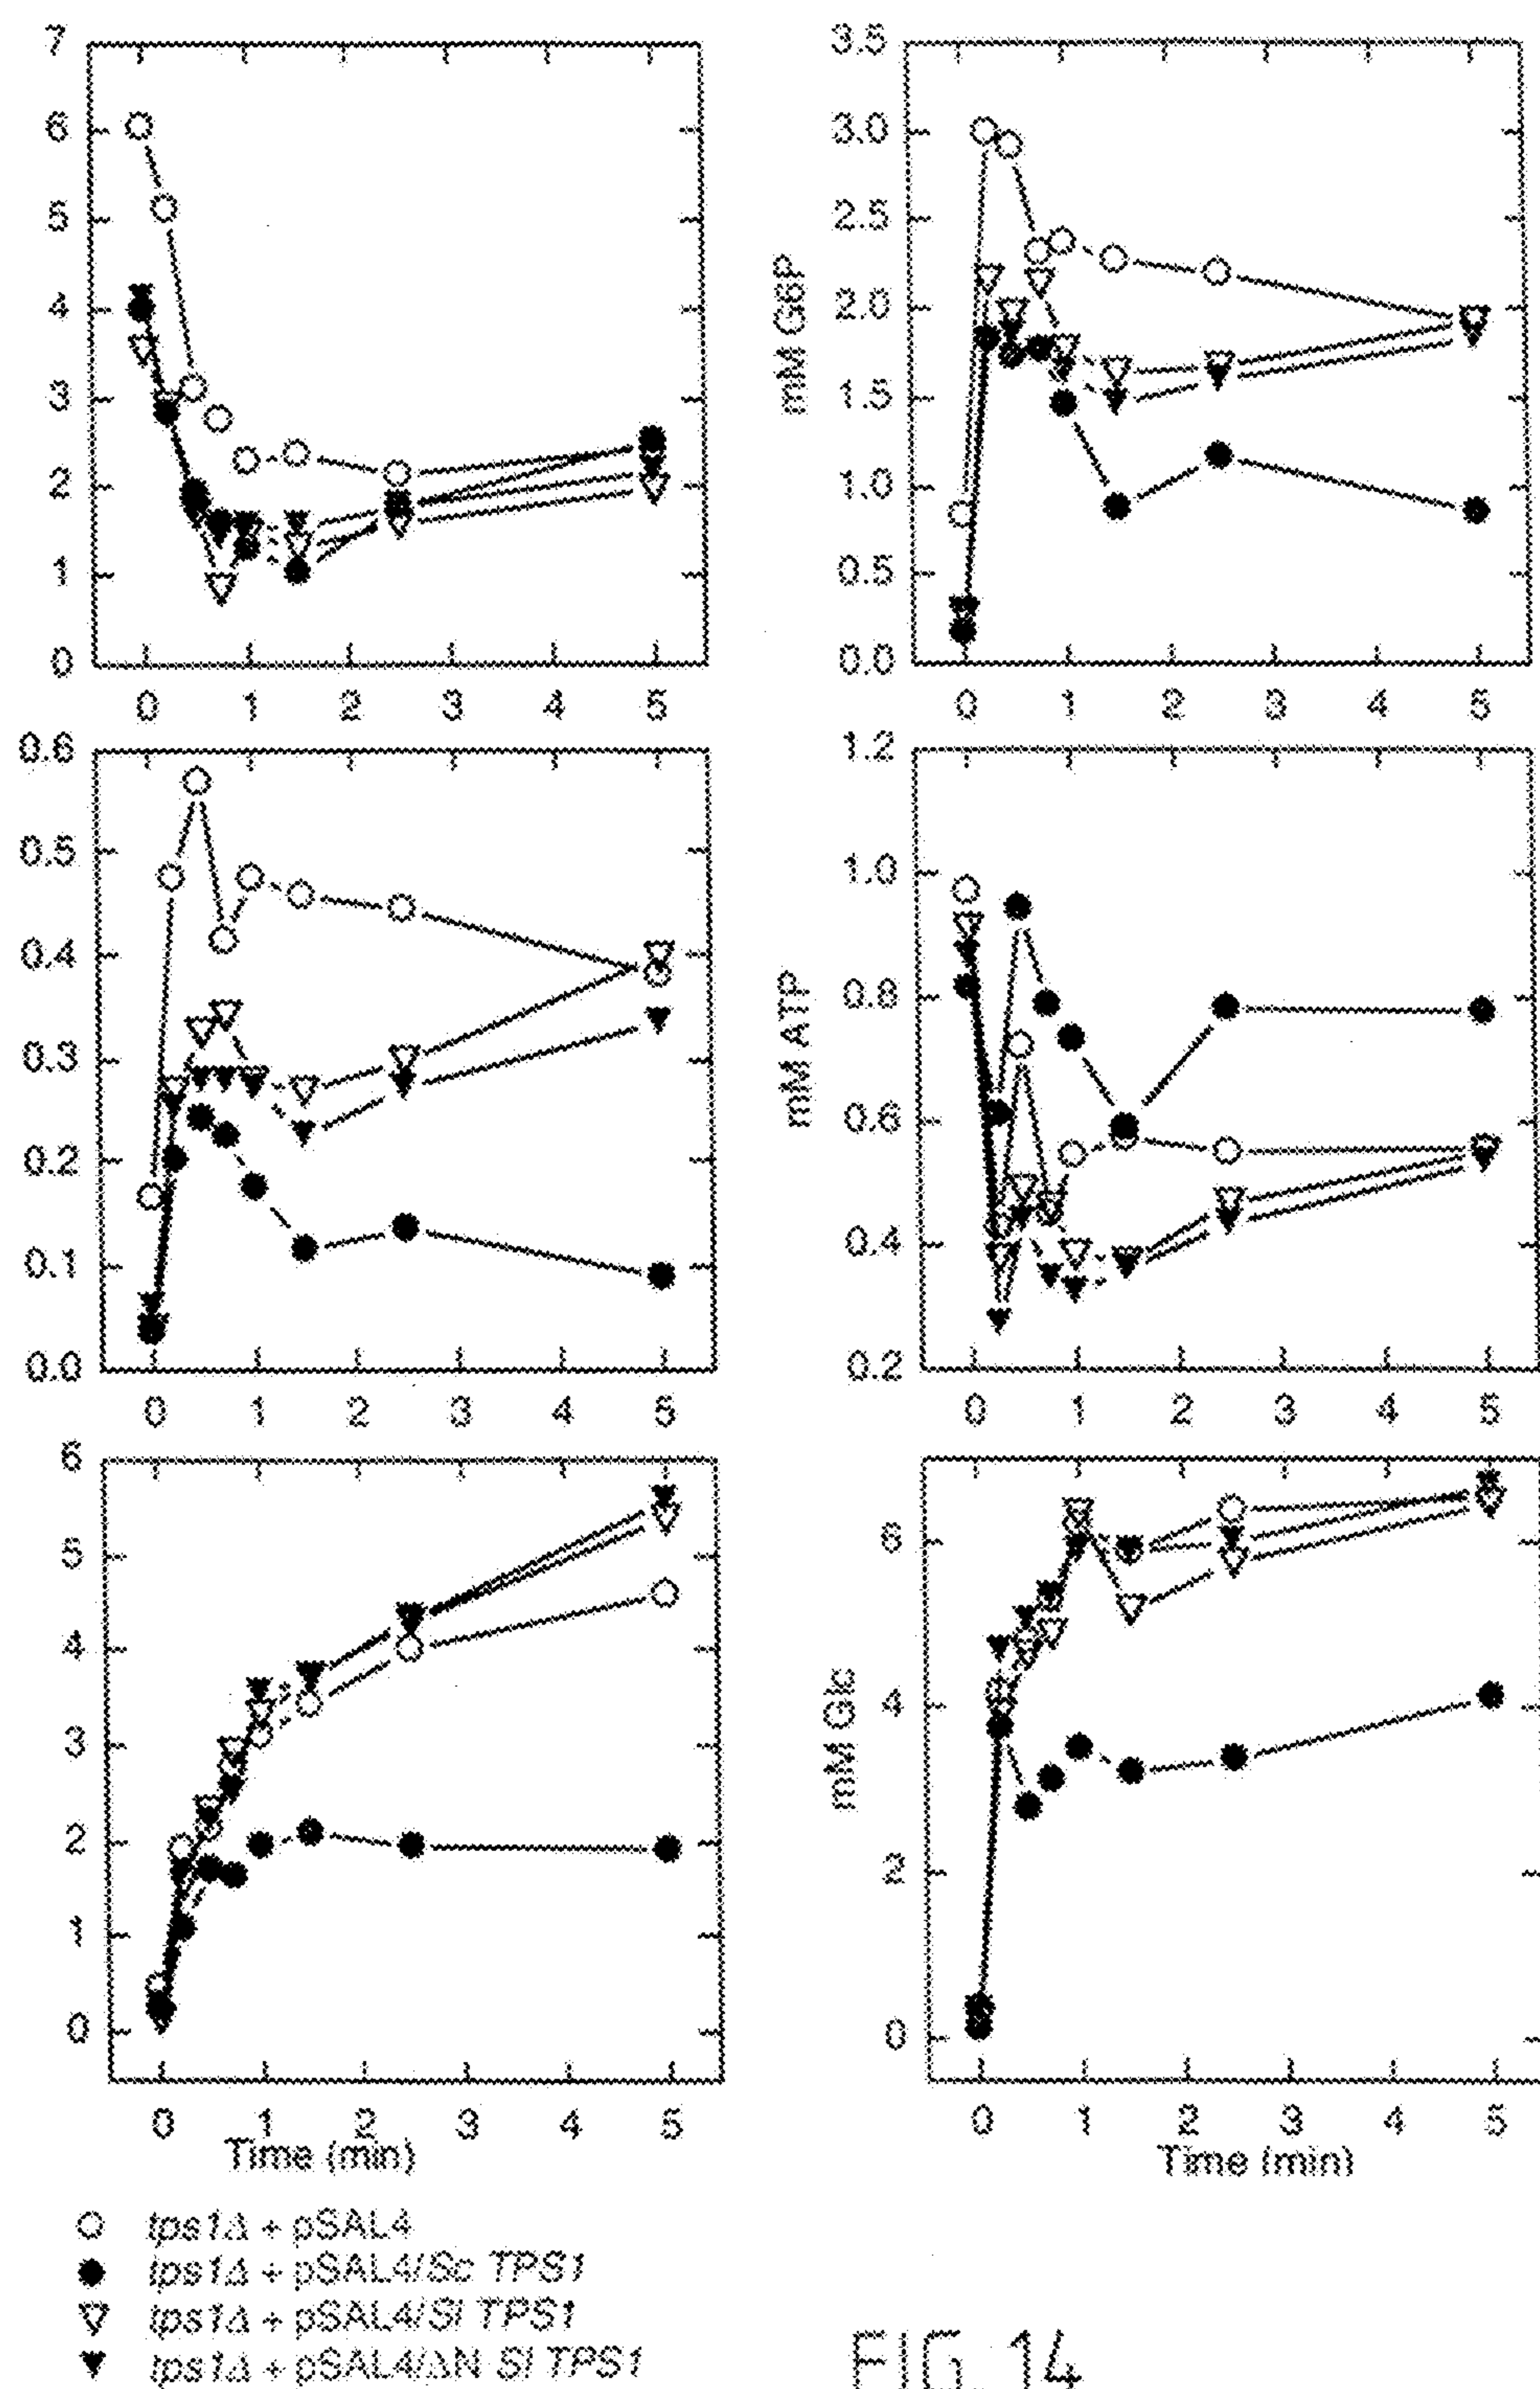 7
6
5
4
3
2
1
0
0 1 2 3 4 5
mM G6P
3.5
3.0
2.5
2.0
1.5
1.0
0.5
0.0
0 1 2 3 4 5
0.6
0.5
0.4
0.3
0.2
0.1
0.0
0 1 2 3 4 5
mM ATP
1.2
1.0
0.8
0.6
0.4
0.2
0 1 2 3 4 5
6
5
4
3
2
1
0
0 1 2 3 4 5
Time (min)
mM Glc
6
4
2
0
0 1 2 3 4 5
Time (min)
○ tps1Δ + pSAL4
● tps1Δ + pSAL4/Sc TPS1
▽ tps1Δ + pSAL4/Sl TPS1
▼ tps1Δ + pSAL4/ΔN Sl TPS1
FIG. 14